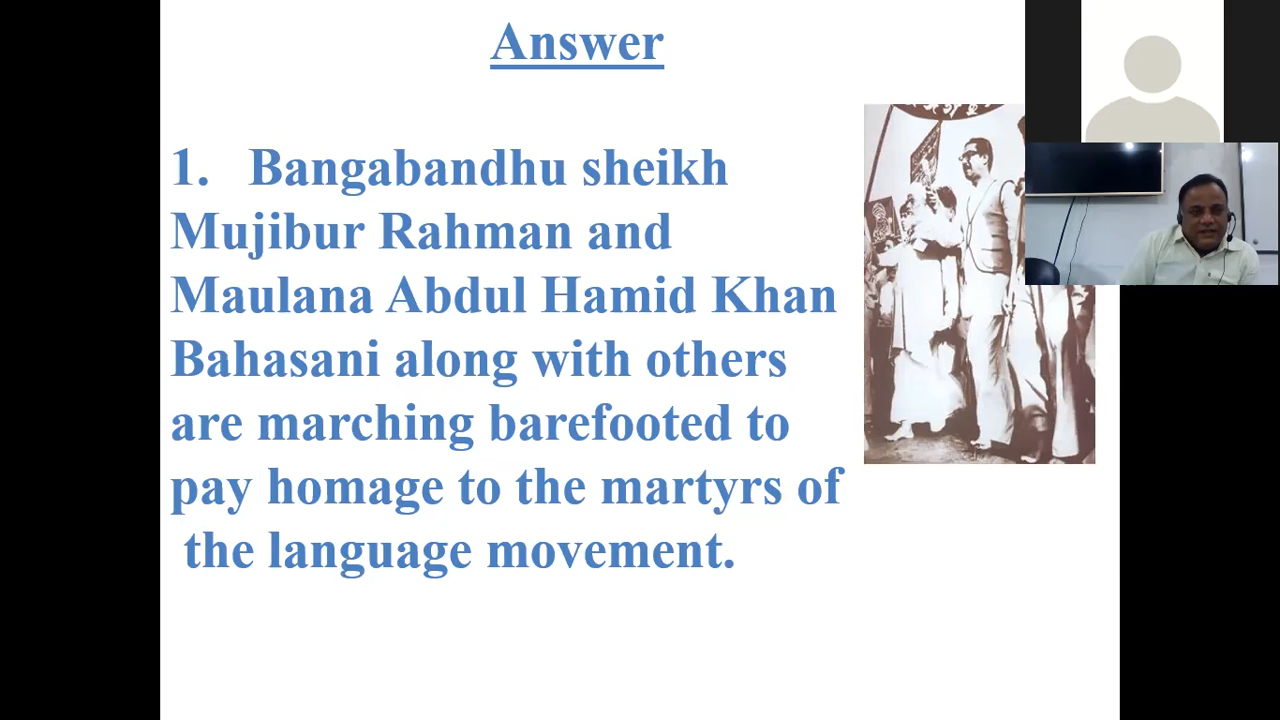 Answer
1. Bangabandhu sheikh
Mujibur Rahman and
Maulana Abdul Hamid Khan
Bahasani along with others
are marching barefooted to
pay homage to the martyrs of
the language movement.